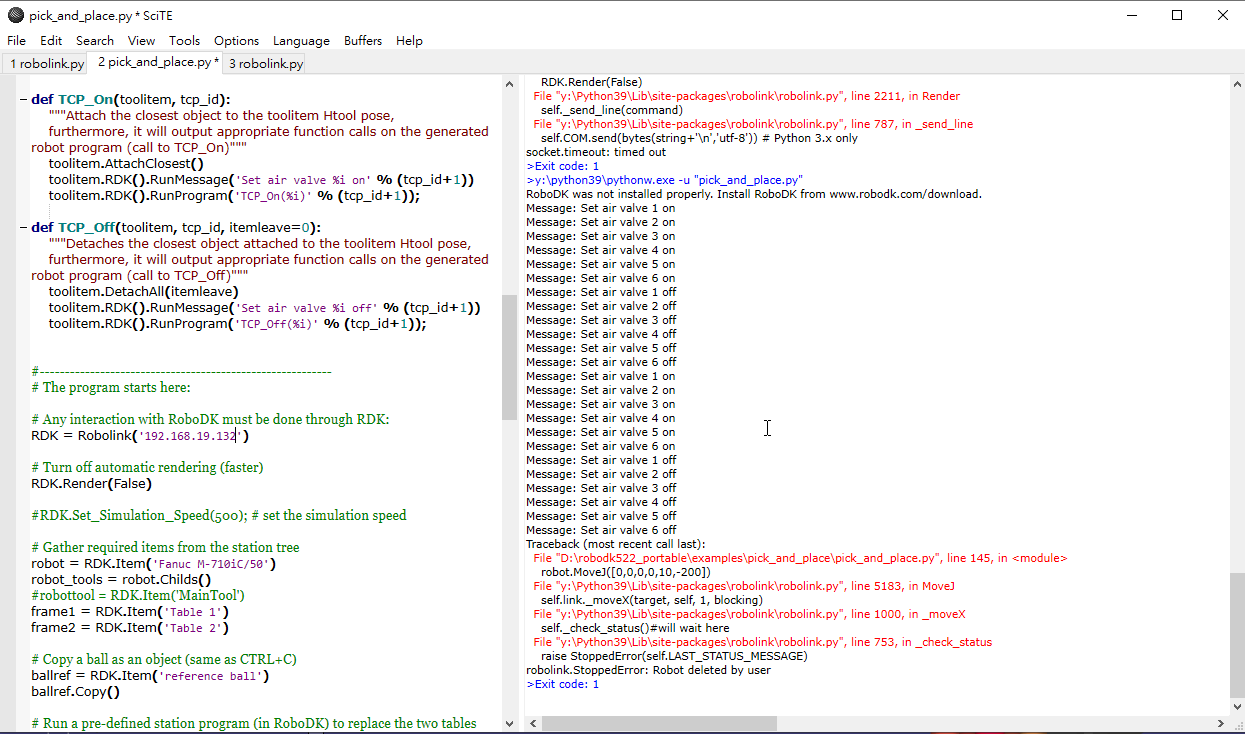 pick_and_place.py * SciTE
File Edit Search View Tools Options Language Buffers Help
1 robolink.py 2 pick_and_place.py * 3 robolink.py
def TCP_On(toolitem, tcp_id):
"""Attach the closest object to the toolitem Htool pose,
furthermore, it will output appropriate function calls on the generated
robot program (call to TCP_On)"""
toolitem.AttachClosest()
toolitem.RDK().RunMessage('Set air valve %i on' % (tcp_id+1))
toolitem.RDK().RunProgram('TCP_On(%i)' % (tcp_id+1));
def TCP_Off(toolitem, tcp_id, itemleave=0):
"""Detaches the closest object attached to the toolitem Htool pose,
furthermore, it will output appropriate function calls on the generated
robot program (call to TCP_Off)"""
toolitem.DetachAll(itemleave)
toolitem.RDK().RunMessage('Set air valve %i off' % (tcp_id+1))
toolitem.RDK().RunProgram('TCP_Off(%i)' % (tcp_id+1));
#----------------------------------------------------------
# The program starts here:
# Any interaction with RoboDK must be done through RDK:
RDK = Robolink('192.168.19.132')
# Turn off automatic rendering (faster)
RDK.Render(False)
#RDK.Set_Simulation_Speed(500); # set the simulation speed
# Gather required items from the station tree
robot = RDK.Item('Fanuc M-710iC/50')
robot_tools = robot.Childs()
#robottool = RDK.Item('MainTool')
frame1 = RDK.Item('Table 1')
frame2 = RDK.Item('Table 2')
# Copy a ball as an object (same as CTRL+C)
ballref = RDK.Item('reference ball')
ballref.Copy()
# Run a pre-defined station program (in RoboDK) to replace the two tables
RDK.Render(False)
File "y:\Python39\Lib\site-packages\robolink\robolink.py", line 2211, in Render
self._send_line(command)
File "y:\Python39\Lib\site-packages\robolink\robolink.py", line 787, in _send_line
self.COM.send(bytes(string+'\n','utf-8')) # Python 3.x only
socket.timeout: timed out
>Exit code: 1
>y:\python39\pythonw.exe -u "pick_and_place.py"
RoboDK was not installed properly. Install RoboDK from www.robodk.com/download.
Message: Set air valve 1 on
Message: Set air valve 2 on
Message: Set air valve 3 on
Message: Set air valve 4 on
Message: Set air valve 5 on
Message: Set air valve 6 on
Message: Set air valve 1 off
Message: Set air valve 2 off
Message: Set air valve 3 off
Message: Set air valve 4 off
Message: Set air valve 5 off
Message: Set air valve 6 off
Message: Set air valve 1 on
Message: Set air valve 2 on
Message: Set air valve 3 on
Message: Set air valve 4 on
Message: Set air valve 5 on
Message: Set air valve 6 on
Message: Set air valve 1 off
Message: Set air valve 2 off
Message: Set air valve 3 off
Message: Set air valve 4 off
Message: Set air valve 5 off
Message: Set air valve 6 off
Traceback (most recent call last):
File "D:\robodk522_portable\examples\pick_and_place\pick_and_place.py", line 145, in <module>
robot.MoveJ([0,0,0,0,10,-200])
File "y:\Python39\Lib\site-packages\robolink\robolink.py", line 5183, in MoveJ
self.link._moveX(target, self, 1, blocking)
File "y:\Python39\Lib\site-packages\robolink\robolink.py", line 1000, in _moveX
self._check_status()#will wait here
File "y:\Python39\Lib\site-packages\robolink\robolink.py", line 753, in _check_status
raise StoppedError(self.LAST_STATUS_MESSAGE)
robolink.StoppedError: Robot deleted by user
>Exit code: 1